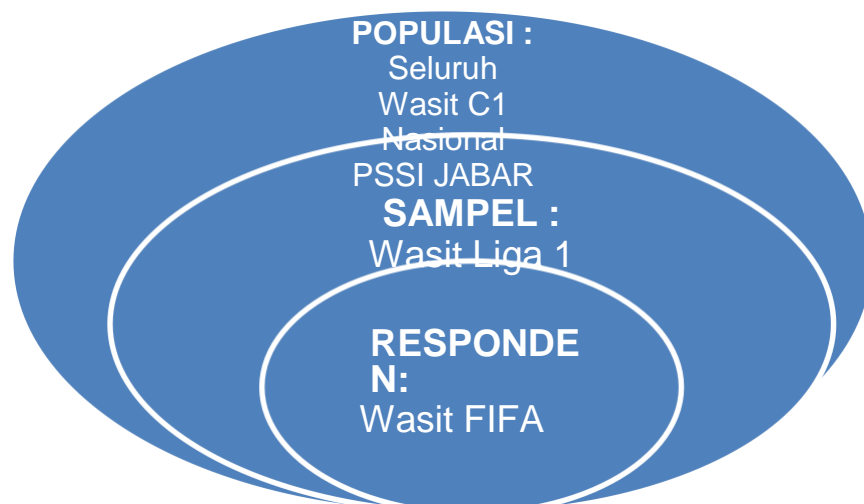 POPULASI :
Seluruh
Wasit C1
Nasional
PSSI JABAR
SAMPEL :
Wasit Liga 1
RESPONDE
N:
Wasit FIFA